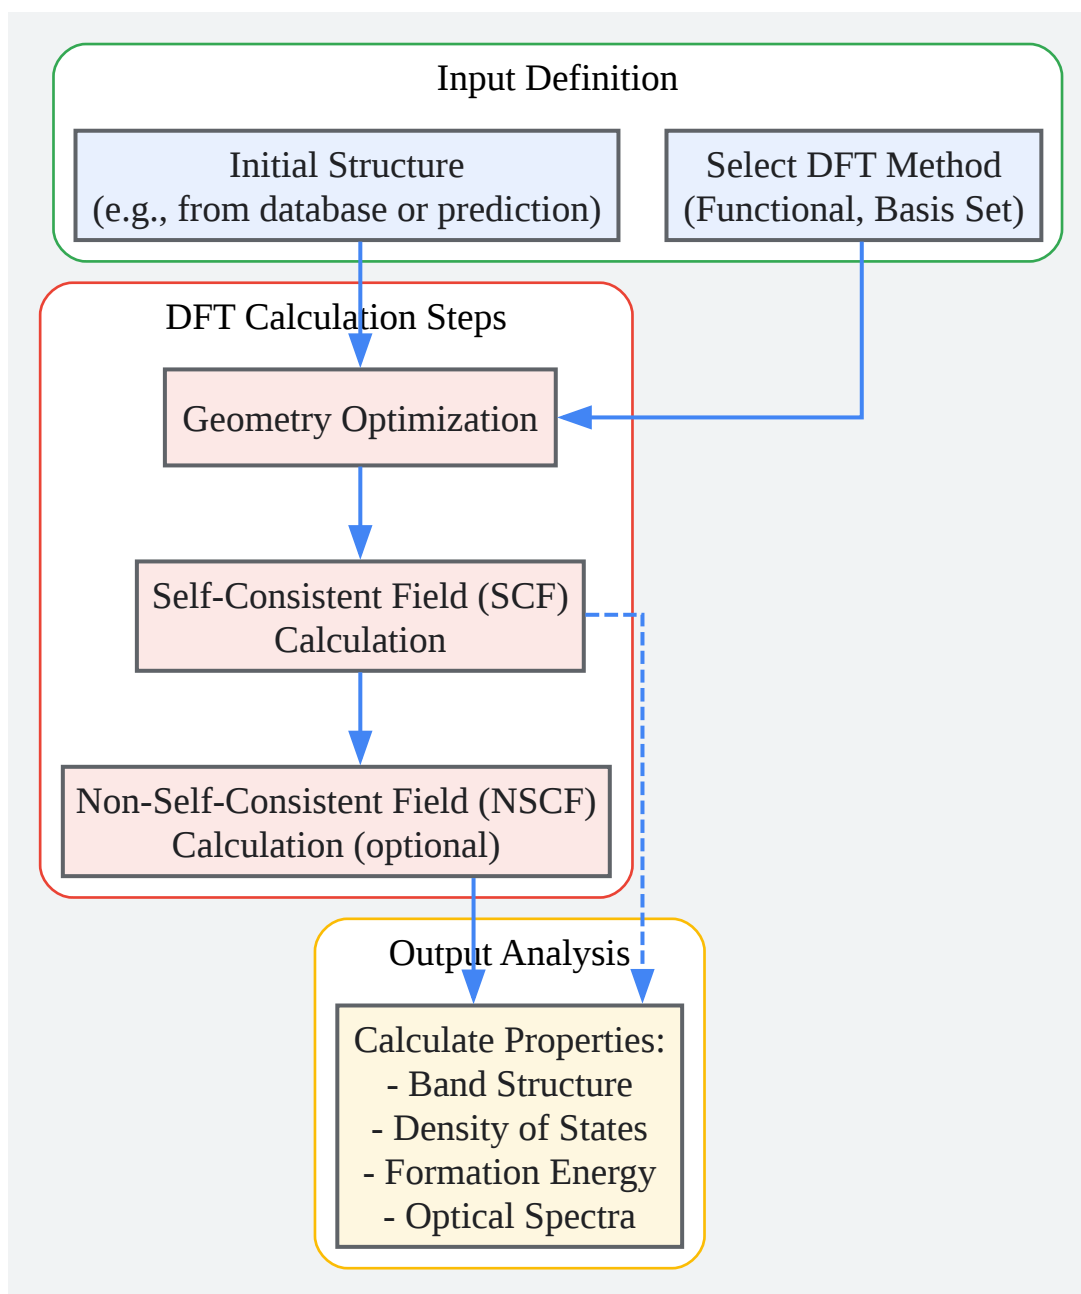 Input Definition
Initial Structure
(e.g., from database or prediction)
Select DFT Method
(Functional, Basis Set)
DFT Calculation Steps
Geometry Optimization
Self-Consistent Field (SCF)
Calculation
Non-Self-Consistent Field (NSCF)
Calculation (optional)
Output Analysis
Calculate Properties:
- Band Structure
- Density of States
- Formation Energy
- Optical Spectra